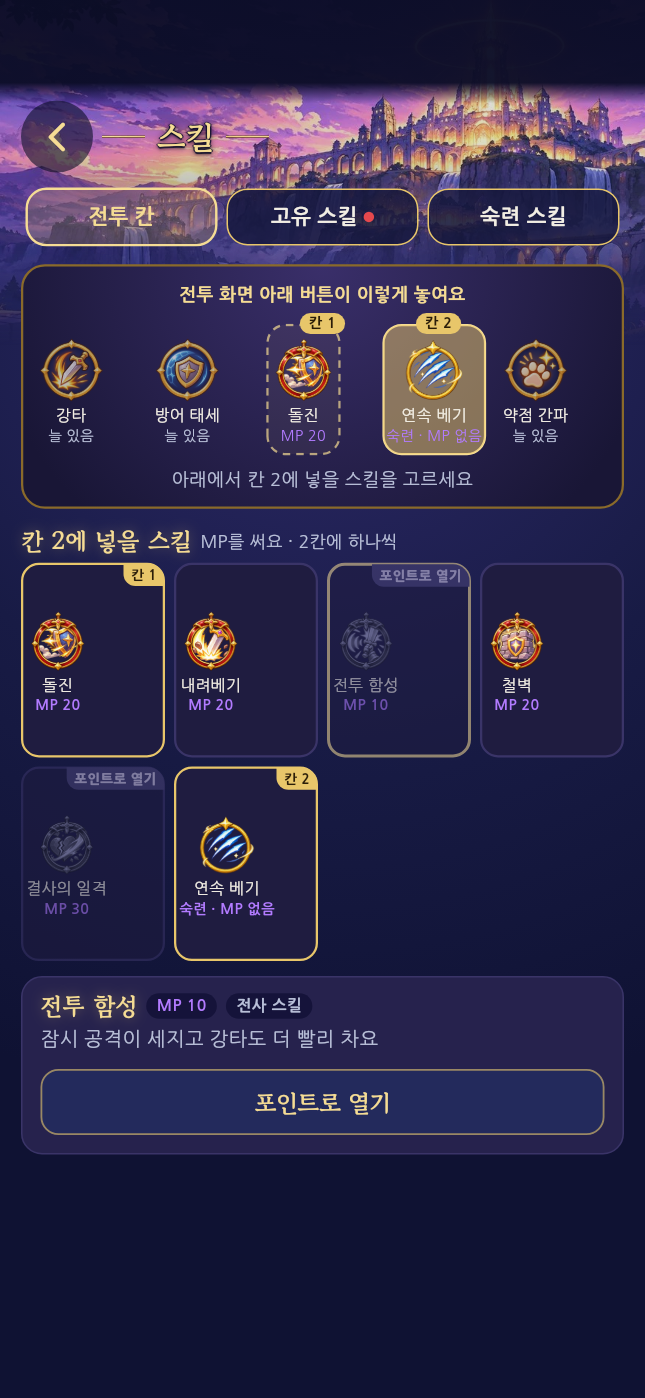 스킬
전투 칸
고유 스킬
숙련 스킬
전투 화면 아래 버튼이 이렇게 놓여요
칸 1
칸 2
강타
방어 태세
돌진
연속 베기
약점 간파
늘 있음
늘 있음
MP 20
숙련 · MP 없음
늘 있음
아래에서 칸 2에 넣을 스킬을 고르세요
칸 2에 넣을 스킬 MP를 써요 · 2칸에 하나씩
칸 1
포인트로 열기
돌진
내려베기
전투 함성
철벽
MP 20
MP 20
MP 10
MP 20
포인트로 열기
칸 2
결사의 일격
연속 베기
MP 30
숙련 · MP 없음
전투 함성 MP 10 전사 스킬
잠시 공격이 세지고 강타도 더 빨리 차요
포인트로 열기